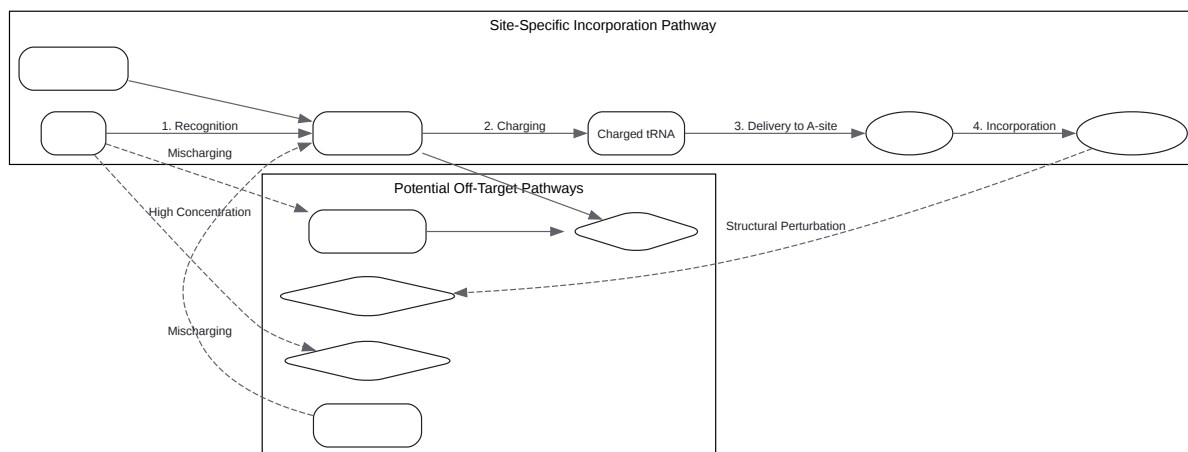 Site-Specific Incorporation Pathway
1. Recognition
2. Charging
Charged tRNA
3. Delivery to A-site
4. Incorporation
Mischarging
Potential Off-Target Pathways
High Concentration
Structural Perturbation
Mischarging